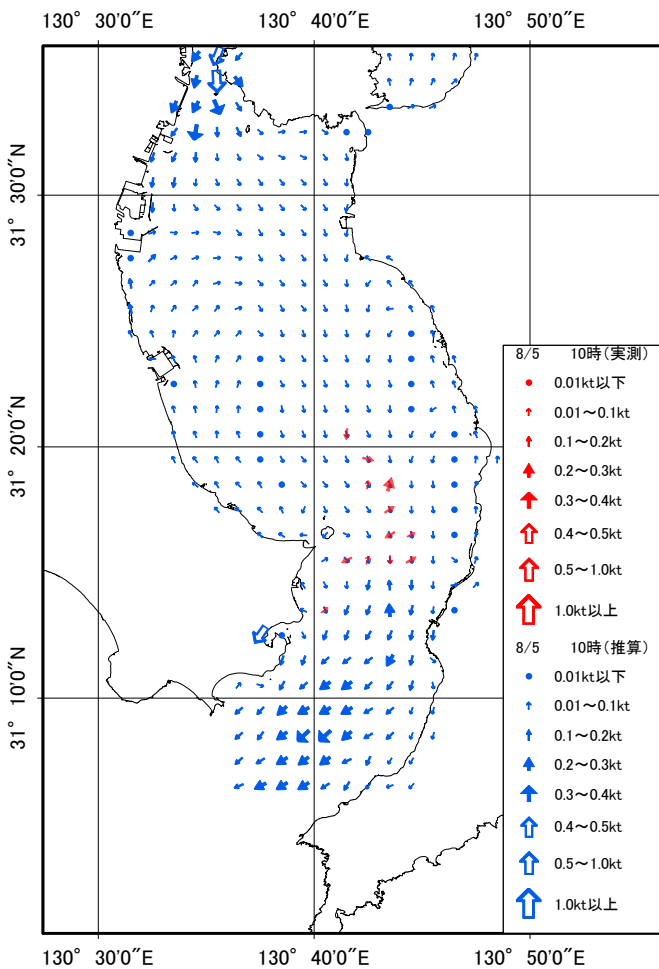 130° 30′0″E 130° 40′0″E 130° 50′0″E
31° 30′0″N
31° 20′0″N
31° 10′0″N
8/5 10時(実測)
0.01kt以下
0.01～0.1kt
0.1～0.2kt
0.2～0.3kt
0.3～0.4kt
0.4～0.5kt
0.5～1.0kt
1.0kt以上
8/5 10時(推算)
0.01kt以下
0.01～0.1kt
0.1～0.2kt
0.2～0.3kt
0.3～0.4kt
0.4～0.5kt
0.5～1.0kt
1.0kt以上
130° 30′0″E 130° 40′0″E 130° 50′0″E